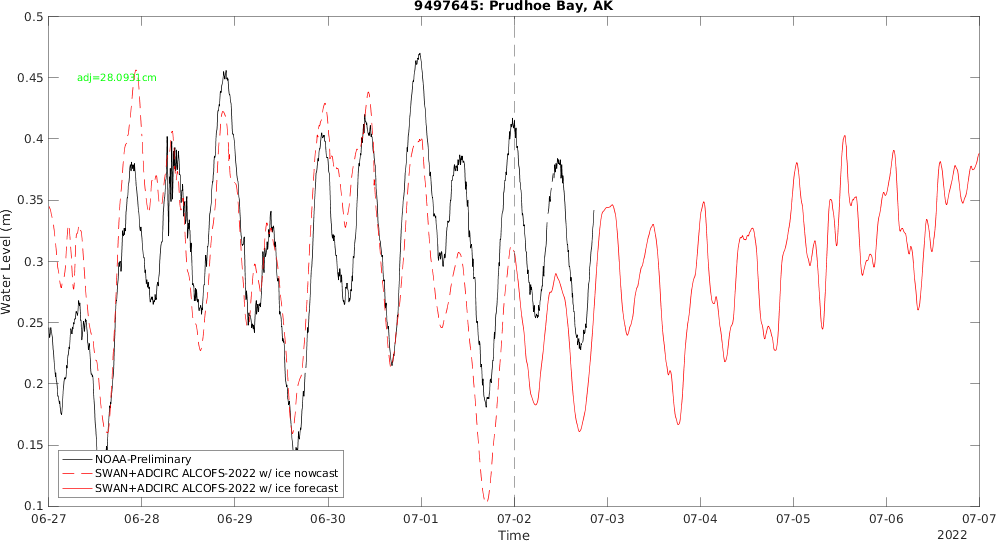 9497645: Prudhoe Bay, AK
0.5
0.45
0.4
0.35
0.3
0.25
0.2
0.15
0.1
Water Level (m)
adj=28.0931cm
NOAA-Preliminary
SWAN+ADCIRC ALCOFS-2022 w/ ice nowcast
SWAN+ADCIRC ALCOFS-2022 w/ ice forecast
06-27 06-28 06-29 06-30 07-01 07-02 07-03 07-04 07-05 07-06 07-07
Time
2022